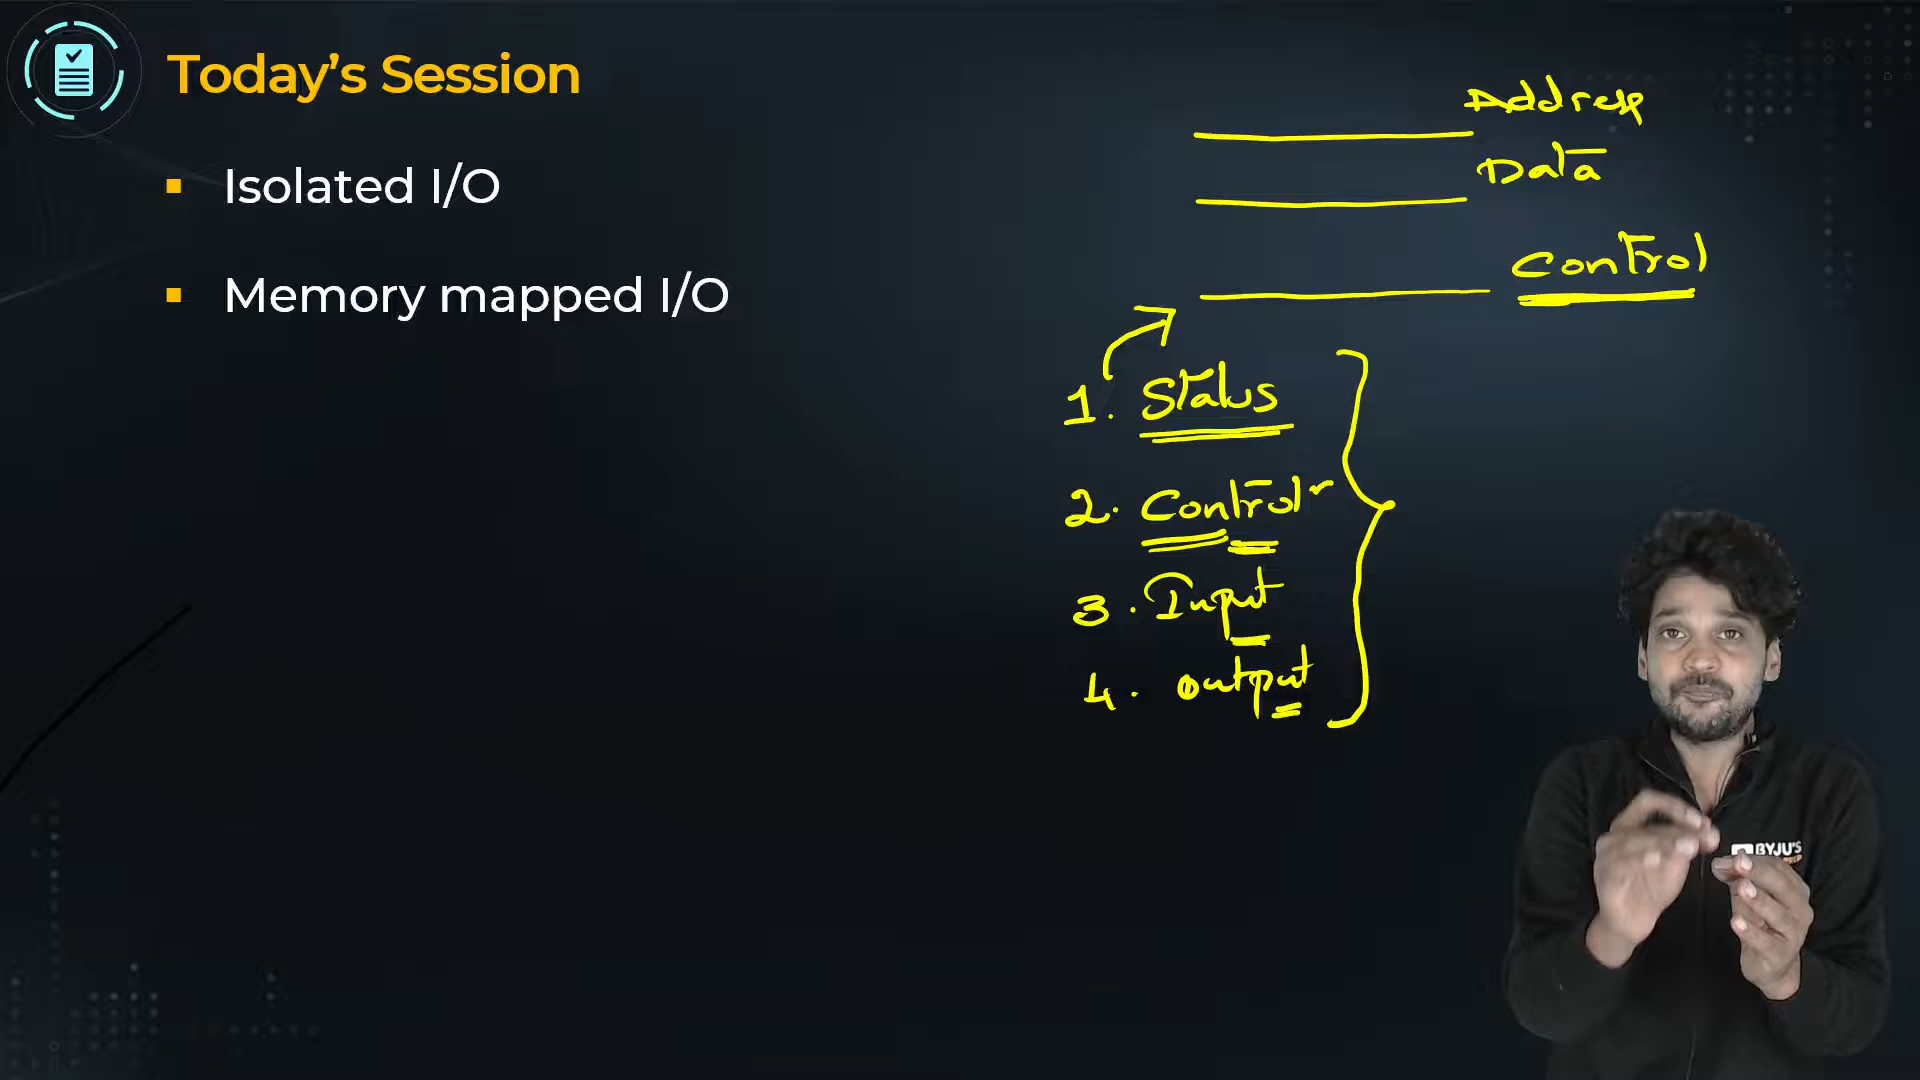 Today's Session
Isolated I/O
Memory mapped I/O
Address
Data
Control
1. Status
2. Control
3. Input
4. output
BYJU'S